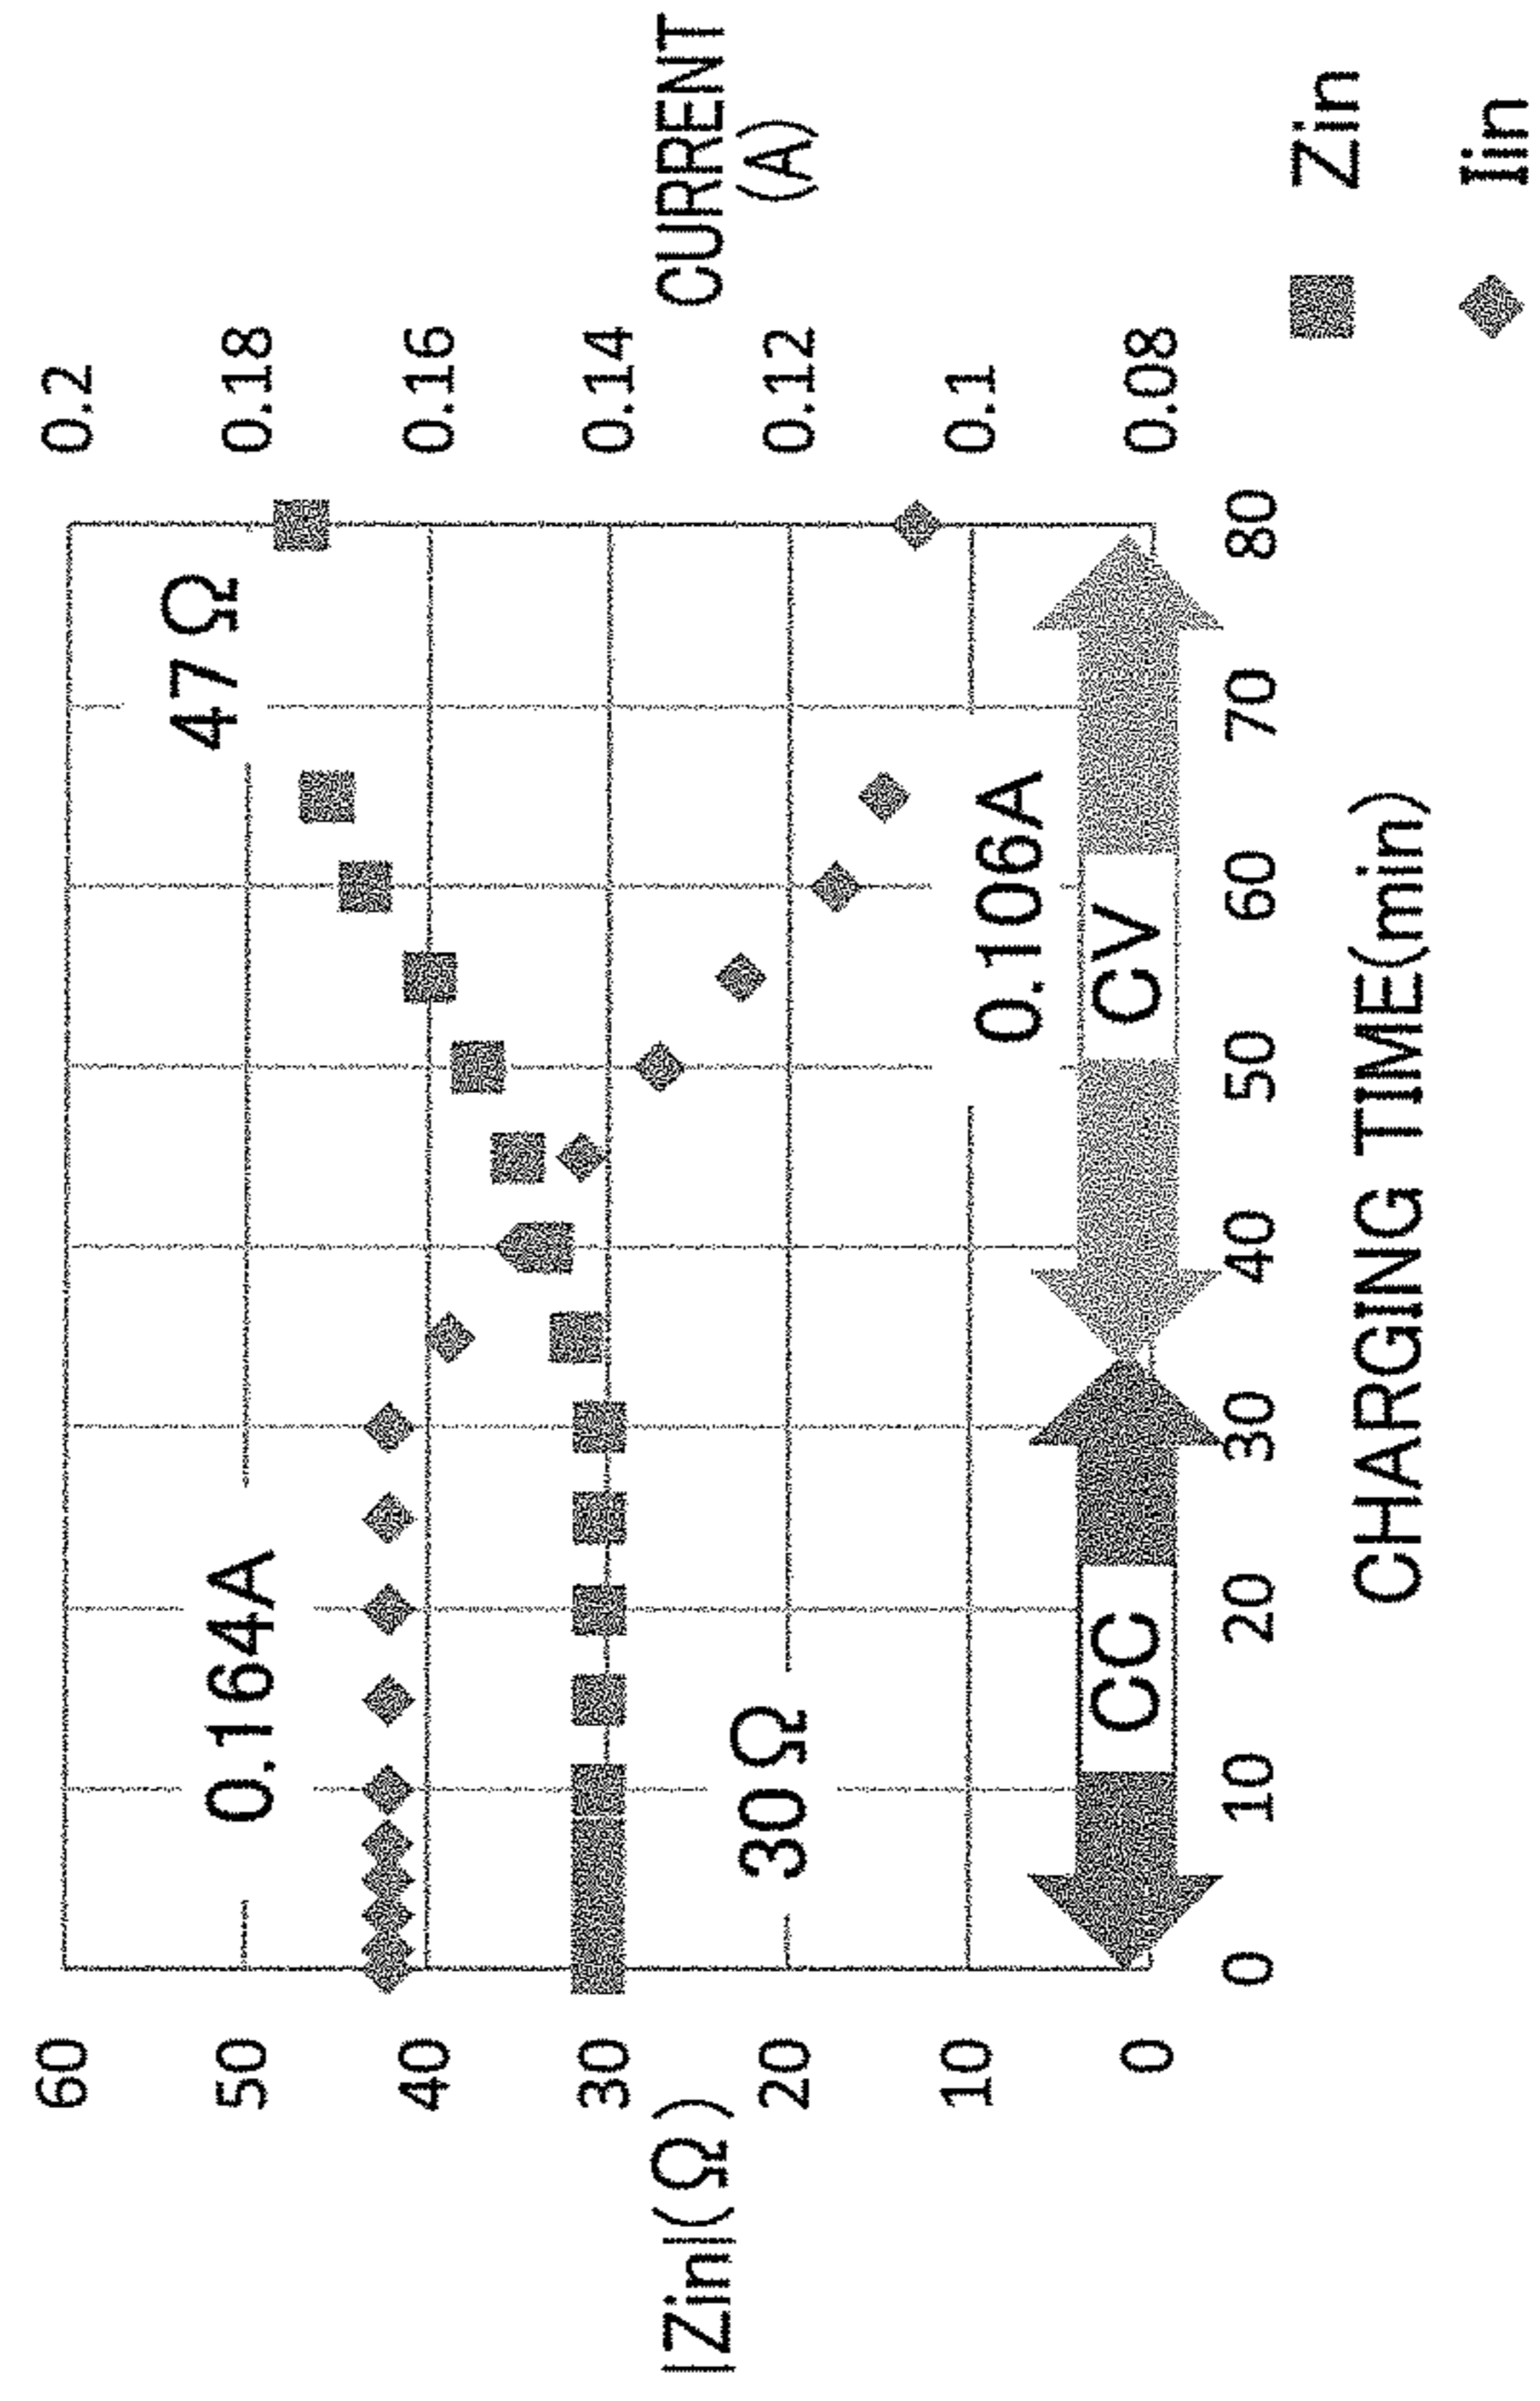 |Zin|(Ω)
60
50
40
30
20
10
0
0.164A
47Ω
30Ω
0.106A
CC
CV
0.2
0.18
0.16
0.14
0.12
0.1
0.08
CURRENT
(A)
0 10 20 30 40 50 60 70 80
CHARGING TIME(min)
Zin
Iin